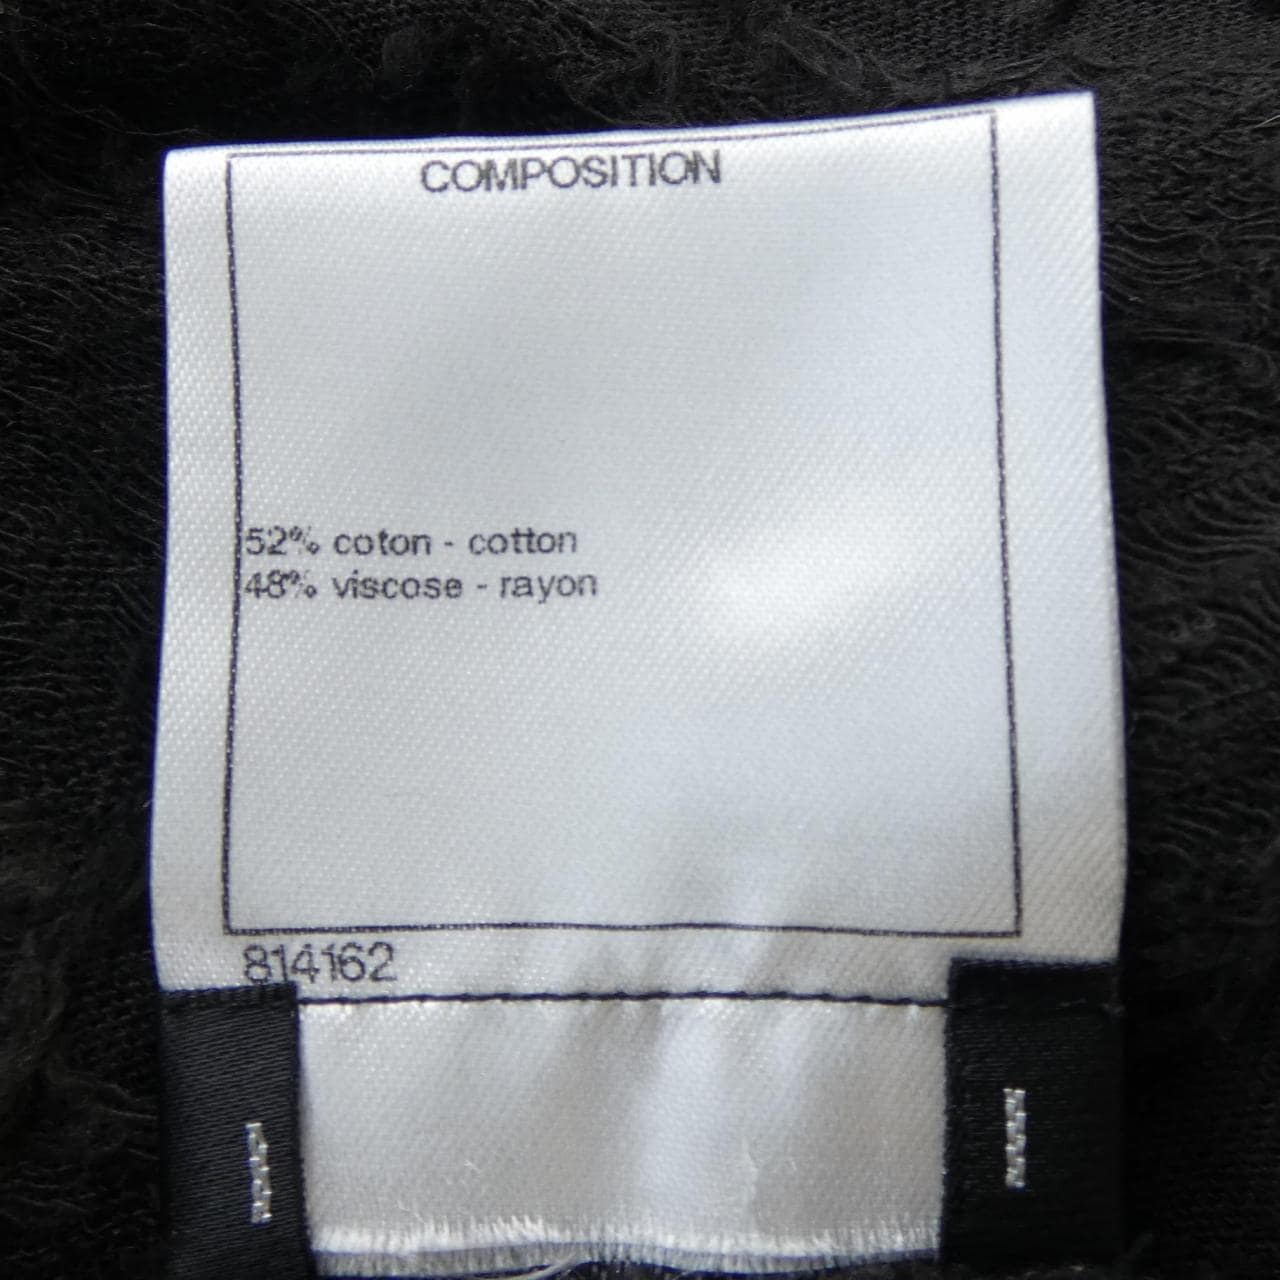 COMPOSITION
52% coton - cotton
48% viscose - rayon
814162